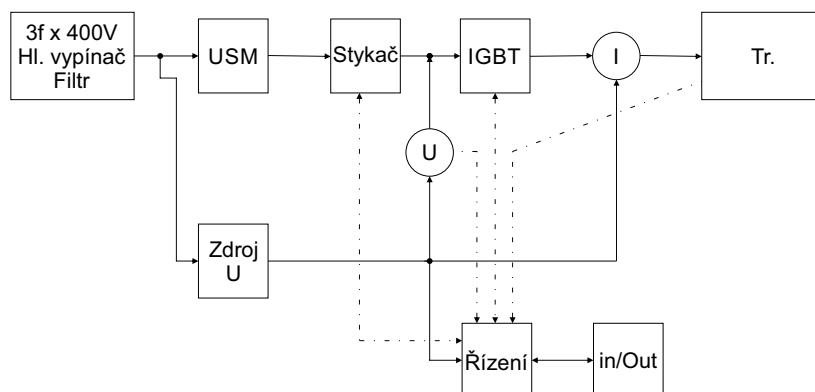 3f x 400V
Hl. vypínač
Filtr
USM
Stykač
IGBT
I
Tr.
U
Zdroj
U
Řízení
in/Out